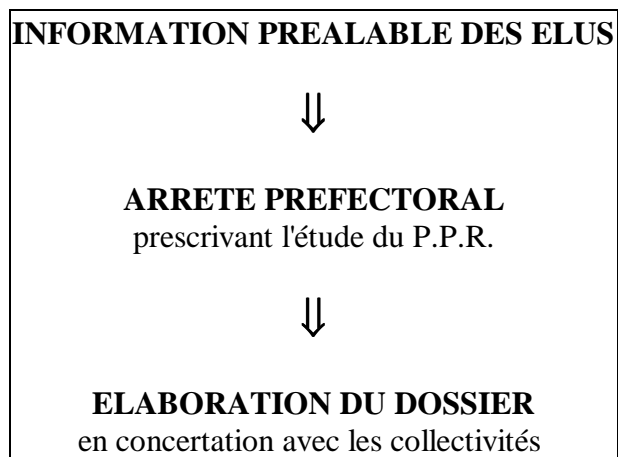 INFORMATION PREALABLE DES ELUS
⇓
ARRETE PREFECTORAL
prescrivant l'étude du P.P.R.
⇓
ELABORATION DU DOSSIER
en concertation avec les collectivités